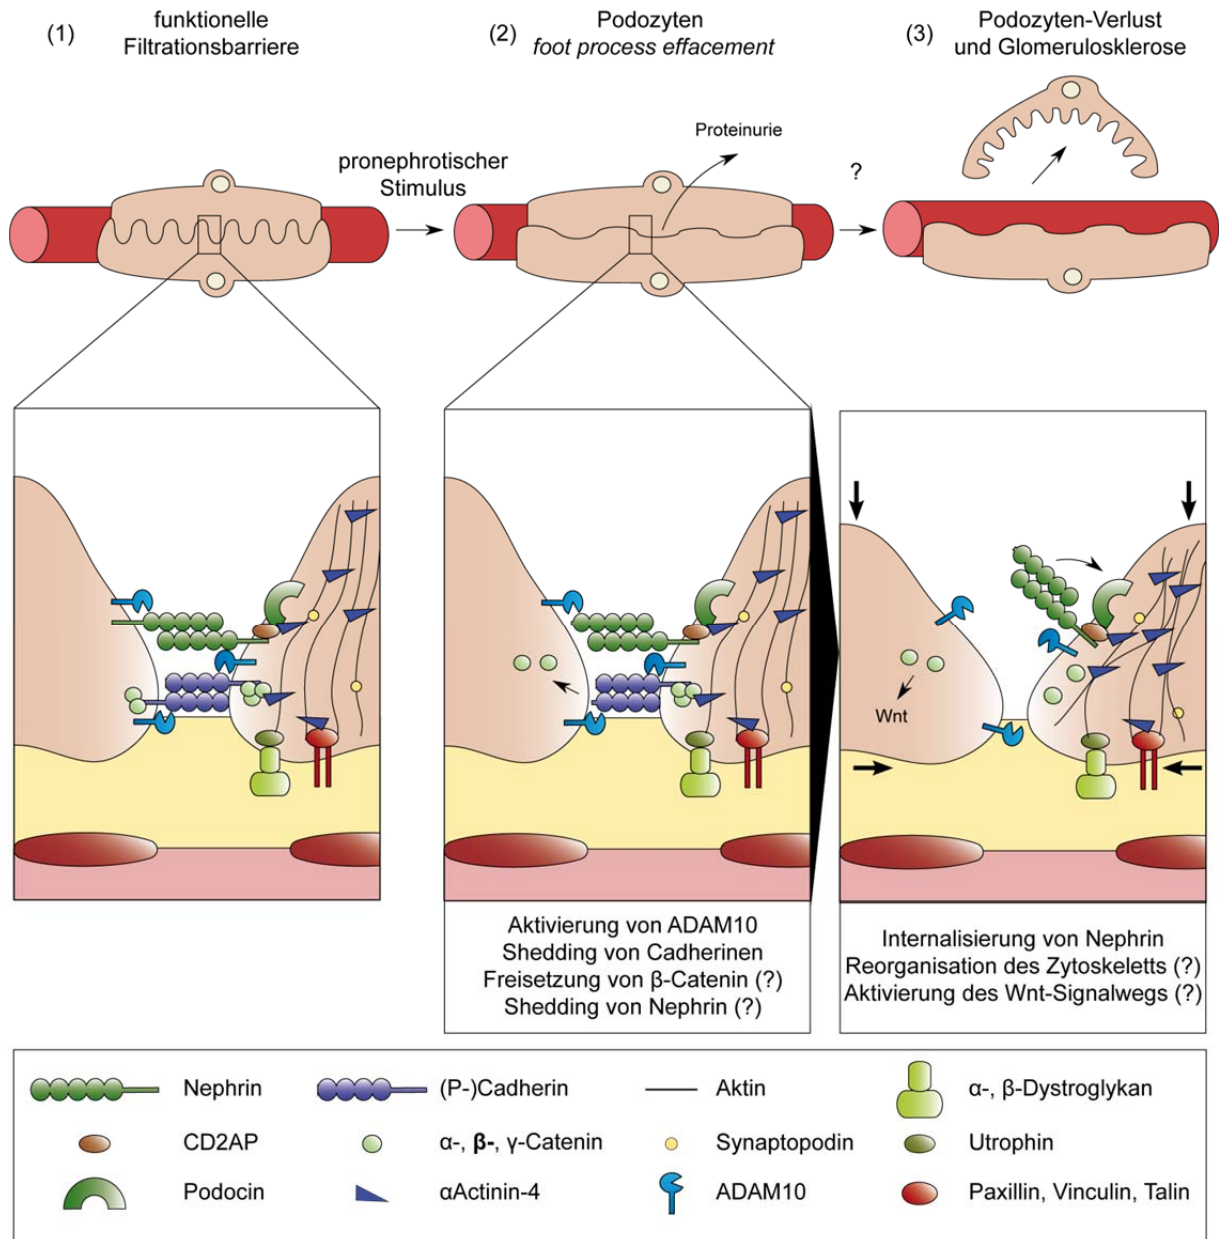 (1)
funktionelle
Filtrationsbarriere
(2)
Podozyten
foot process effacement
(3)
Podozyten-Verlust
und Glomerulosklerose
pronephrotischer
Stimulus
Proteinurie
?
Wnt
Aktivierung von ADAM10
Shedding von Cadherinen
Freisetzung von β-Catenin (?)
Shedding von Nephrin (?)
Internalisierung von Nephrin
Reorganisation des Zytoskeletts (?)
Aktivierung des Wnt-Signalwegs (?)
Nephrin
(P-)Cadherin
Aktin
α-, β-Dystroglykan
CD2AP
α-, β-, γ-Catenin
Synaptopodin
Utrophin
Podocin
αActinin-4
ADAM10
Paxillin, Vinculin, Talin